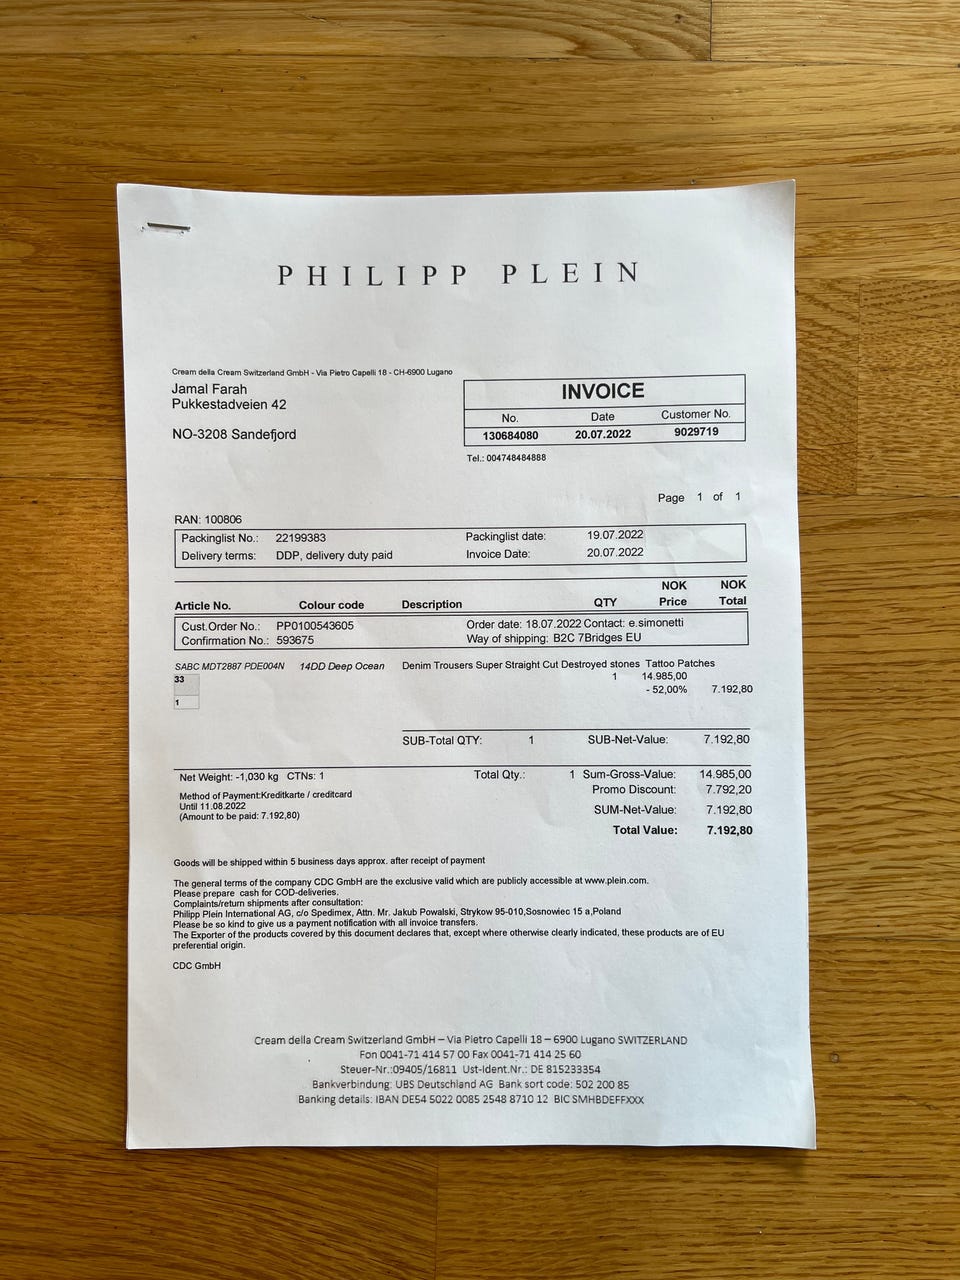 PHILIPP PLEIN
Cream della Cream Switzerland GmbH - Via Pietro Capelli 18 - CH-6900 Lugano
Jamal Farah
Pukkestadveien 42
NO-3208 Sandefjord
INVOICE
No. Date Customer No.
130684080 20.07.2022 9029719
Tel.: 004748484888
Page 1 of 1
RAN: 100806
Packinglist No.: 22199383 Packinglist date: 19.07.2022
Delivery terms: DDP, delivery duty paid Invoice Date: 20.07.2022
NOK NOK
Article No. Colour code Description QTY Price Total
Cust.Order No.: PP0100543605 Order date: 18.07.2022 Contact: e.simonetti
Confirmation No.: 593675 Way of shipping: B2C 7Bridges EU
SABC MDT2887 PDE004N 14DD Deep Ocean Denim Trousers Super Straight Cut Destroyed stones Tattoo Patches
33 1 14.985,00
- 52,00% 7.192,80
1
SUB-Total QTY: 1 SUB-Net-Value: 7.192,80
Net Weight: -1,030 kg CTNs: 1 Total Qty.: 1 Sum-Gross-Value: 14.985,00
Promo Discount: 7.792,20
Method of Payment:Kreditkarte / creditcard
Until 11.08.2022 SUM-Net-Value: 7.192,80
(Amount to be paid: 7.192,80)
Total Value: 7.192,80
Goods will be shipped within 5 business days approx. after receipt of payment
The general terms of the company CDC GmbH are the exclusive valid which are publicly accessible at www.plein.com.
Please prepare cash for COD-deliveries.
Complaints/return shipments after consultation:
Philipp Plein International AG, c/o Spedimex, Attn. Mr. Jakub Powalski, Strykow 95-010,Sosnowiec 15 a,Poland
Please be so kind to give us a payment notification with all invoice transfers.
The Exporter of the products covered by this document declares that, except where otherwise clearly indicated, these products are of EU
preferential origin.
CDC GmbH
Cream della Cream Switzerland GmbH – Via Pietro Capelli 18 – 6900 Lugano SWITZERLAND
Fon 0041-71 414 57 00 Fax 0041-71 414 25 60
Steuer-Nr.:09405/16811 Ust-Ident.Nr.: DE 815233354
Bankverbindung: UBS Deutschland AG Bank sort code: 502 200 85
Banking details: IBAN DE54 5022 0085 2548 8710 12 BIC SMHBDEFFXXX